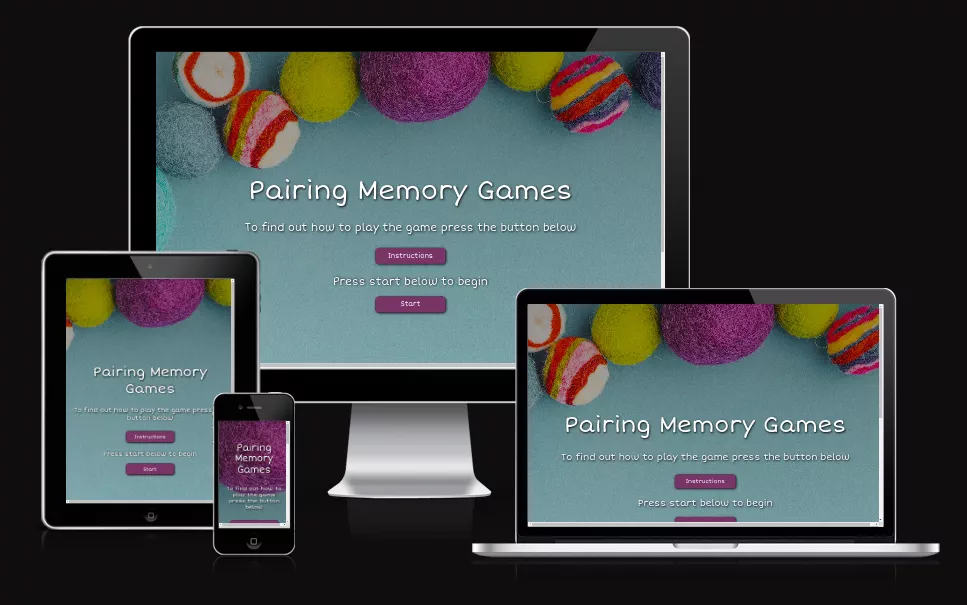 Pairing Memory Games
To find out how to play the game press the button below
Instructions
Press start below to begin
Start
Pairing Memory
Games
To find out how to play the game press the
button below
Instructions
Press start below to begin
Start
Pairing
Memory
Games
To find out how to
play the game
press the button
below
Pairing Memory Games
To find out how to play the game press the button below
Instructions
Press start below to begin